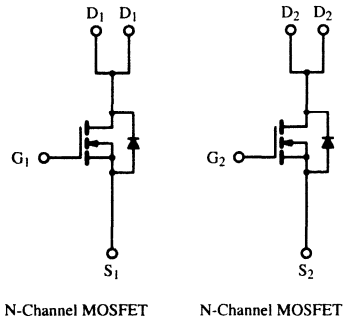 D1 D1 D2 D2
G1 G2
S1 S2
N-Channel MOSFET N-Channel MOSFET